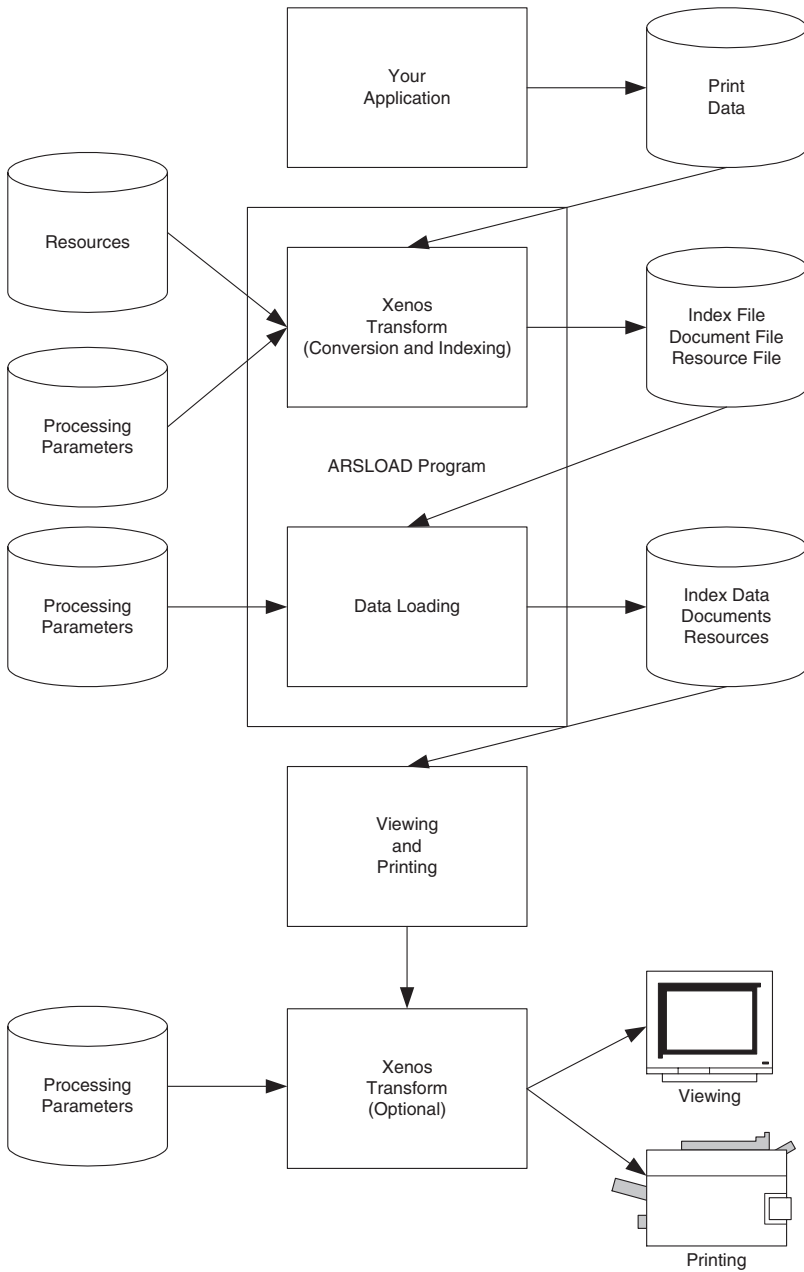 Your
Application
Print
Data
Resources
Xenos
Transform
(Conversion and Indexing)
Index File
Document File
Resource File
Processing
Parameters
ARSLOAD Program
Processing
Parameters
Data Loading
Index Data
Documents
Resources
Viewing
and
Printing
Processing
Parameters
Xenos
Transform
(Optional)
Viewing
Printing